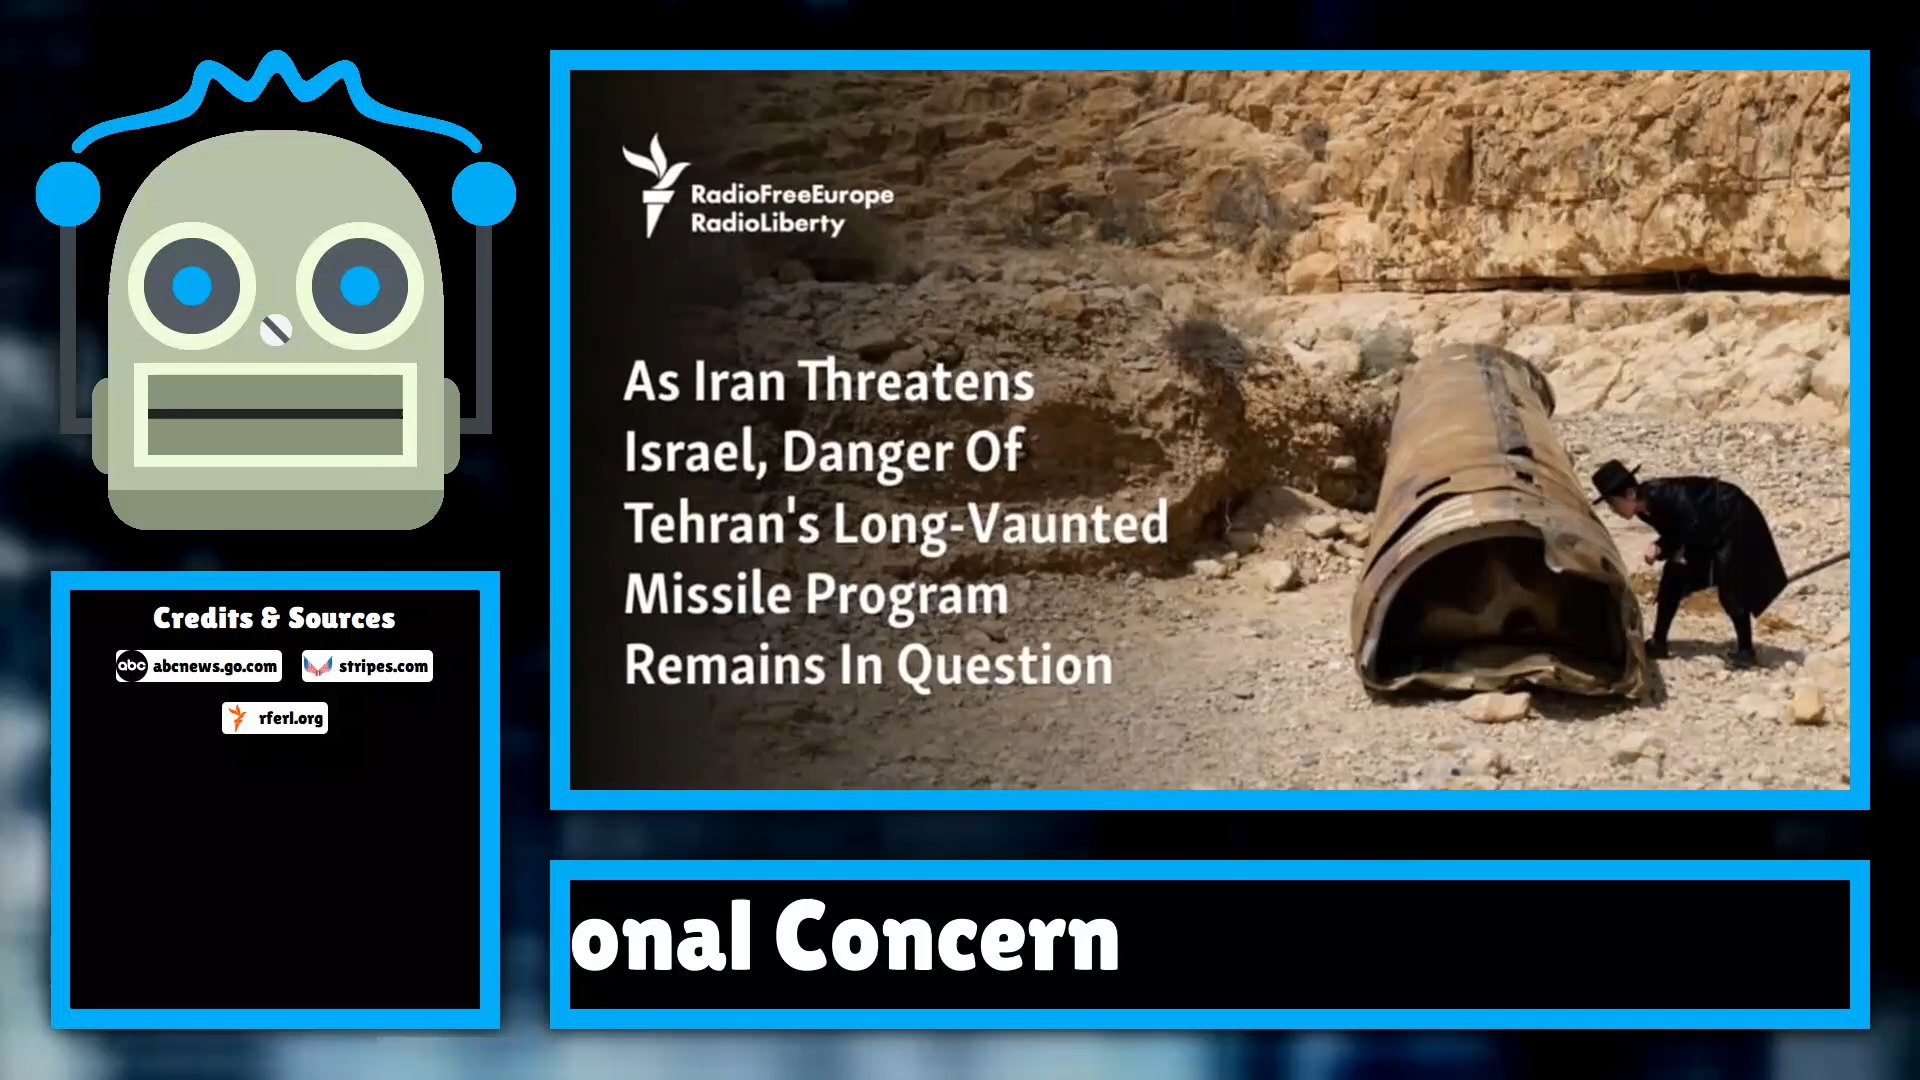 RadioFreeEurope
RadioLiberty
As Iran Threatens
Israel, Danger Of
Tehran's Long-Vaunted
Missile Program
Remains In Question
Credits & Sources
abc abcnews.go.com
stripes.com
rferl.org
onal Concern